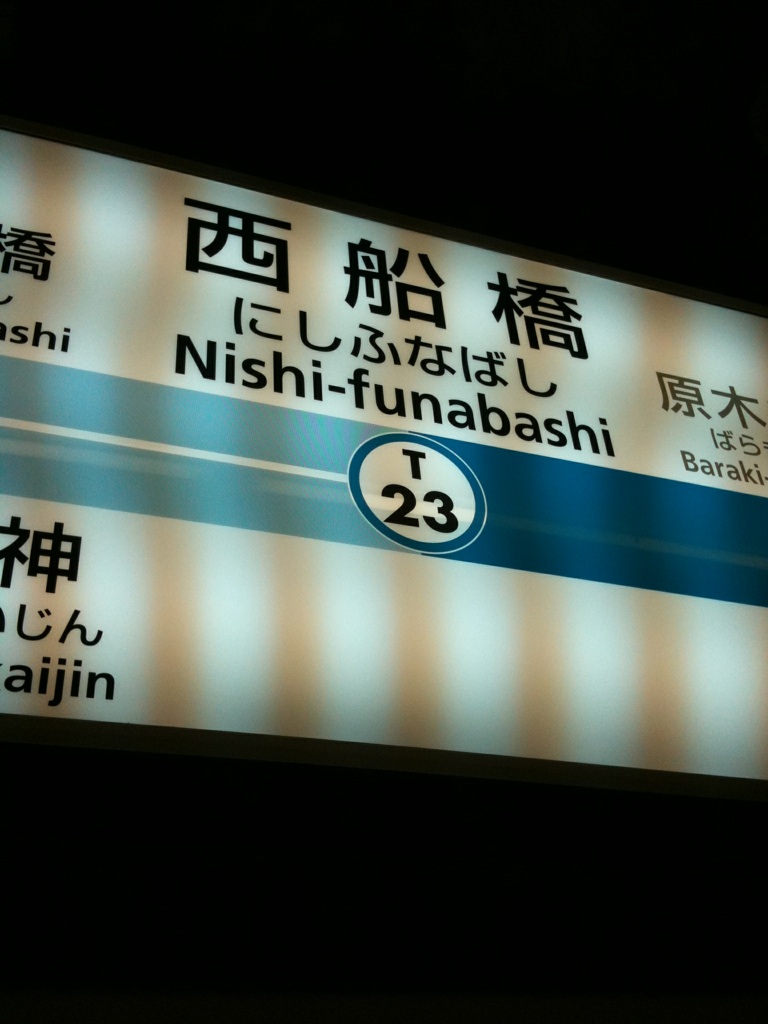 橋
ashi
西船橋
にしふなばし
Nishi-funabashi
原木
ばら
Baraki-
T
23
神
じん
aijin